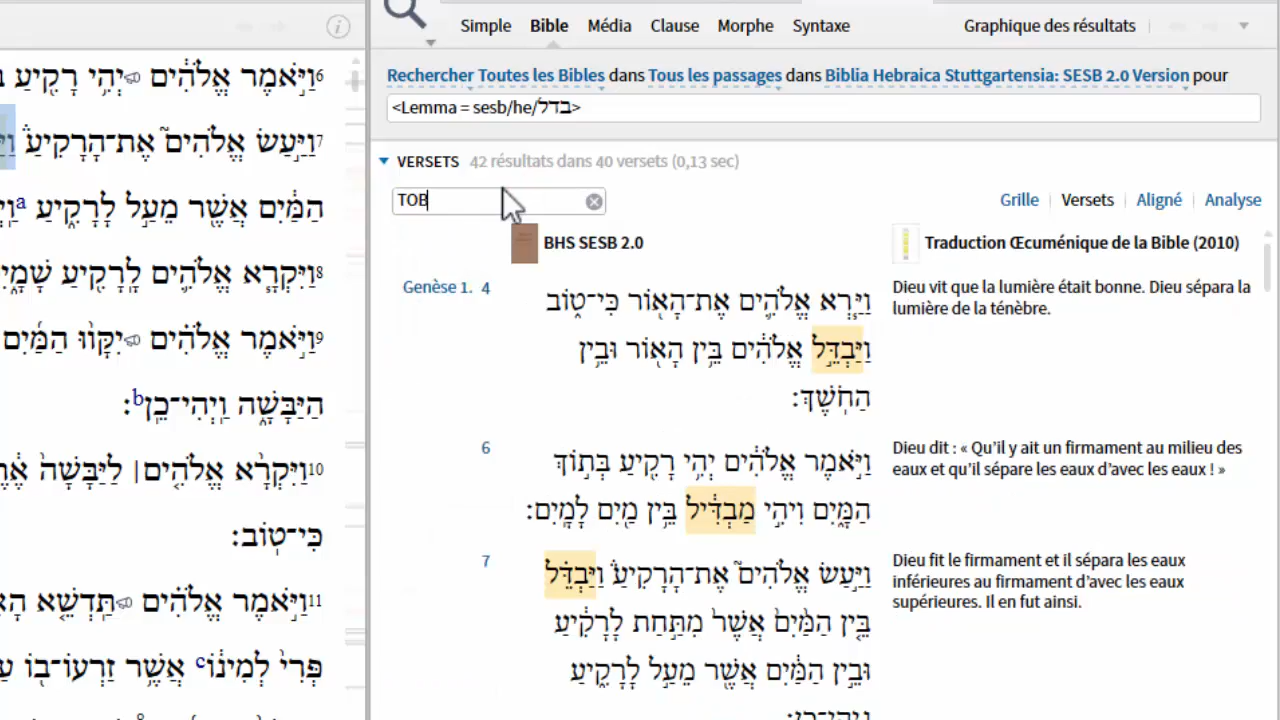 6וַיֹּ֣אמֶר אֱלֹהִ֔ים יְהִ֥י רָקִ֖יעַ
7וַיַּ֣עַשׂ אֱלֹהִים֮ אֶת־הָרָקִיעַ֒
הַמַּ֔יִם אֲשֶׁ֖ר מֵעַ֣ל לָרָקִ֑יעַ a
8וַיִּקְרָ֧א אֱלֹהִ֛ים לָֽרָקִ֖יעַ
9וַיֹּ֣אמֶר אֱלֹהִ֗ים יִקָּו֨וּ הַמַּ֜יִם
הַיַּבָּשָׁ֑ה וַֽיְהִי־כֵֽן׃b
10וַיִּקְרָ֨א אֱלֹהִ֤ים׀ לַיַּבָּשָׁה֙
כִּי־טֽוֹב׃
11וַיֹּ֣אמֶר אֱלֹהִ֗ים תַּֽדְשֵׁ֤א
פְּרִי֙ לְמִינ֔וֹ c אֲשֶׁ֥ר זַרְעוֹ־ב֖וֹ
Simple Bible Média Clause Morphe Syntaxe Graphique des résultats
Rechercher Toutes les Bibles dans Tous les passages dans Biblia Hebraica Stuttgartensia: SESB 2.0 Version pour
<Lemma = sesb/he/בדל>
VERSETS 42 résultats dans 40 versets (0,13 sec)
TOB
Grille Versets Aligné Analyse
BHS SESB 2.0 Traduction Œcuménique de la Bible (2010)
Genèse 1. 4
וַיַּ֧רְא אֱלֹהִ֛ים אֶת־הָא֖וֹר כִּי־ט֑וֹב
וַיַּבְדֵּ֣ל אֱלֹהִ֔ים בֵּ֥ין הָא֖וֹר וּבֵ֥ין
הַחֹֽשֶׁךְ׃
Dieu vit que la lumière était bonne. Dieu sépara la
lumière de la ténèbre.
6
וַיֹּ֣אמֶר אֱלֹהִ֔ים יְהִ֥י רָקִ֖יעַ בְּת֣וֹךְ
הַמָּ֑יִם וִיהִ֣י מַבְדִּ֔יל בֵּ֥ין מַ֖יִם לָמָֽיִם׃
Dieu dit : « Qu’il y ait un firmament au milieu des
eaux et qu’il sépare les eaux d’avec les eaux ! »
7
וַיַּ֣עַשׂ אֱלֹהִים֮ אֶת־הָרָקִיעַ֒ וַיַּבְדֵּ֗ל
בֵּ֤ין הַמַּ֙יִם֙ אֲשֶׁר֙ מִתַּ֣חַת לָרָקִ֔יעַ
וּבֵ֣ין הַמַּ֔יִם אֲשֶׁ֖ר מֵעַ֣ל לָרָקִ֑יעַ
וַֽיְהִי־כֵֽן׃
Dieu fit le firmament et il sépara les eaux
inférieures au firmament d’avec les eaux
supérieures. Il en fut ainsi.